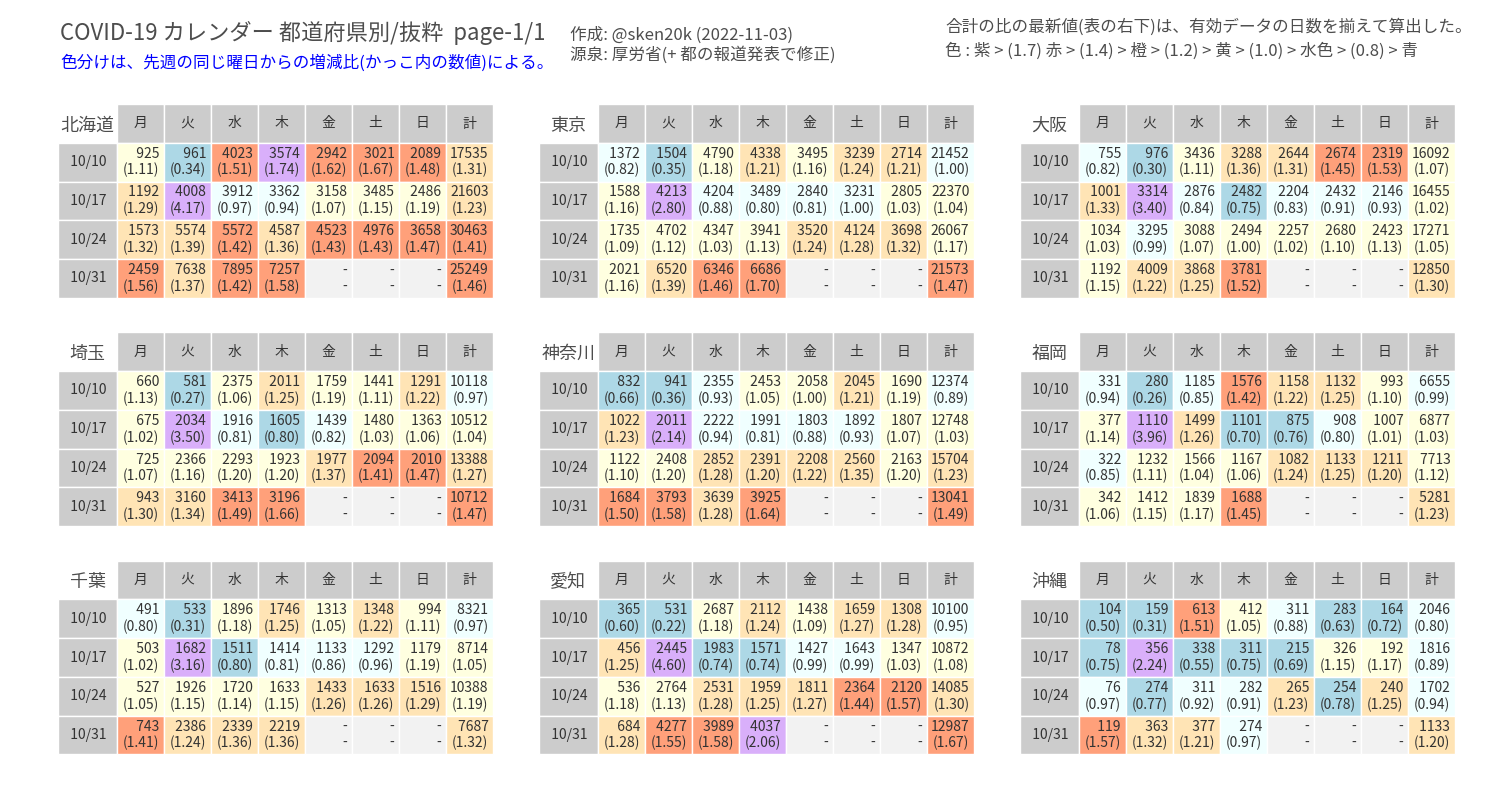 COVID-19 カレンダー 都道府県別/抜粋 page-1/1
色分けは、先週の同じ曜日からの増減比(かっこ内の数値)による。
作成: @sken20k (2022-11-03)
源泉: 厚労省(+ 都の報道発表で修正)
合計の比の最新値(表の右下)は、有効データの日数を揃えて算出した。
色 : 紫 > (1.7) 赤 > (1.4) > 橙 > (1.2) > 黄 > (1.0) > 水色 > (0.8) > 青
北海道 月 火 水 木 金 土 日 計
10/10 925 961 4023 3574 2942 3021 2089 17535
(1.11) (0.34) (1.51) (1.74) (1.62) (1.67) (1.48) (1.31)
10/17 1192 4008 3912 3362 3158 3485 2486 21603
(1.29) (4.17) (0.97) (0.94) (1.07) (1.15) (1.19) (1.23)
10/24 1573 5574 5572 4587 4523 4976 3658 30463
(1.32) (1.39) (1.42) (1.36) (1.43) (1.43) (1.47) (1.41)
10/31 2459 7638 7895 7257 - - - 25249
(1.56) (1.37) (1.42) (1.58) - - - (1.46)
東京 月 火 水 木 金 土 日 計
10/10 1372 1504 4790 4338 3495 3239 2714 21452
(0.82) (0.35) (1.18) (1.21) (1.16) (1.24) (1.21) (1.00)
10/17 1588 4213 4204 3489 2840 3231 2805 22370
(1.16) (2.80) (0.88) (0.80) (0.81) (1.00) (1.03) (1.04)
10/24 1735 4702 4347 3941 3520 4124 3698 26067
(1.09) (1.12) (1.03) (1.13) (1.24) (1.28) (1.32) (1.17)
10/31 2021 6520 6346 6686 - - - 21573
(1.16) (1.39) (1.46) (1.70) - - - (1.47)
大阪 月 火 水 木 金 土 日 計
10/10 755 976 3436 3288 2644 2674 2319 16092
(0.82) (0.30) (1.11) (1.36) (1.31) (1.45) (1.53) (1.07)
10/17 1001 3314 2876 2482 2204 2432 2146 16455
(1.33) (3.40) (0.84) (0.75) (0.83) (0.91) (0.93) (1.02)
10/24 1034 3295 3088 2494 2257 2680 2423 17271
(1.03) (0.99) (1.07) (1.00) (1.02) (1.10) (1.13) (1.05)
10/31 1192 4009 3868 3781 - - - 12850
(1.15) (1.22) (1.25) (1.52) - - - (1.30)
埼玉 月 火 水 木 金 土 日 計
10/10 660 581 2375 2011 1759 1441 1291 10118
(1.13) (0.27) (1.06) (1.25) (1.19) (1.11) (1.22) (0.97)
10/17 675 2034 1916 1605 1439 1480 1363 10512
(1.02) (3.50) (0.81) (0.80) (0.82) (1.03) (1.06) (1.04)
10/24 725 2366 2293 1923 1977 2094 2010 13388
(1.07) (1.16) (1.20) (1.20) (1.37) (1.41) (1.47) (1.27)
10/31 943 3160 3413 3196 - - - 10712
(1.30) (1.34) (1.49) (1.66) - - - (1.47)
神奈川 月 火 水 木 金 土 日 計
10/10 832 941 2355 2453 2058 2045 1690 12374
(0.66) (0.36) (0.93) (1.05) (1.00) (1.21) (1.19) (0.89)
10/17 1022 2011 2222 1991 1803 1892 1807 12748
(1.23) (2.14) (0.94) (0.81) (0.88) (0.93) (1.07) (1.03)
10/24 1122 2408 2852 2391 2208 2560 2163 15704
(1.10) (1.20) (1.28) (1.20) (1.22) (1.35) (1.20) (1.23)
10/31 1684 3793 3639 3925 - - - 13041
(1.50) (1.58) (1.28) (1.64) - - - (1.49)
福岡 月 火 水 木 金 土 日 計
10/10 331 280 1185 1576 1158 1132 993 6655
(0.94) (0.26) (0.85) (1.42) (1.22) (1.25) (1.10) (0.99)
10/17 377 1110 1499 1101 875 908 1007 6877
(1.14) (3.96) (1.26) (0.70) (0.76) (0.80) (1.01) (1.03)
10/24 322 1232 1566 1167 1082 1133 1211 7713
(0.85) (1.11) (1.04) (1.06) (1.24) (1.25) (1.20) (1.12)
10/31 342 1412 1839 1688 - - - 5281
(1.06) (1.15) (1.17) (1.45) - - - (1.23)
千葉 月 火 水 木 金 土 日 計
10/10 491 533 1896 1746 1313 1348 994 8321
(0.80) (0.31) (1.18) (1.25) (1.05) (1.22) (1.11) (0.97)
10/17 503 1682 1511 1414 1133 1292 1179 8714
(1.02) (3.16) (0.80) (0.81) (0.86) (0.96) (1.19) (1.05)
10/24 527 1926 1720 1633 1433 1633 1516 10388
(1.05) (1.15) (1.14) (1.15) (1.26) (1.26) (1.29) (1.19)
10/31 743 2386 2339 2219 - - - 7687
(1.41) (1.24) (1.36) (1.36) - - - (1.32)
愛知 月 火 水 木 金 土 日 計
10/10 365 531 2687 2112 1438 1659 1308 10100
(0.60) (0.22) (1.18) (1.24) (1.09) (1.27) (1.28) (0.95)
10/17 456 2445 1983 1571 1427 1643 1347 10872
(1.25) (4.60) (0.74) (0.74) (0.99) (0.99) (1.03) (1.08)
10/24 536 2764 2531 1959 1811 2364 2120 14085
(1.18) (1.13) (1.28) (1.25) (1.27) (1.44) (1.57) (1.30)
10/31 684 4277 3989 4037 - - - 12987
(1.28) (1.55) (1.58) (2.06) - - - (1.67)
沖縄 月 火 水 木 金 土 日 計
10/10 104 159 613 412 311 283 164 2046
(0.50) (0.31) (1.51) (1.05) (0.88) (0.63) (0.72) (0.80)
10/17 78 356 338 311 215 326 192 1816
(0.75) (2.24) (0.55) (0.75) (0.69) (1.15) (1.17) (0.89)
10/24 76 274 311 282 265 254 240 1702
(0.97) (0.77) (0.92) (0.91) (1.23) (0.78) (1.25) (0.94)
10/31 119 363 377 274 - - - 1133
(1.57) (1.32) (1.21) (0.97) - - - (1.20)